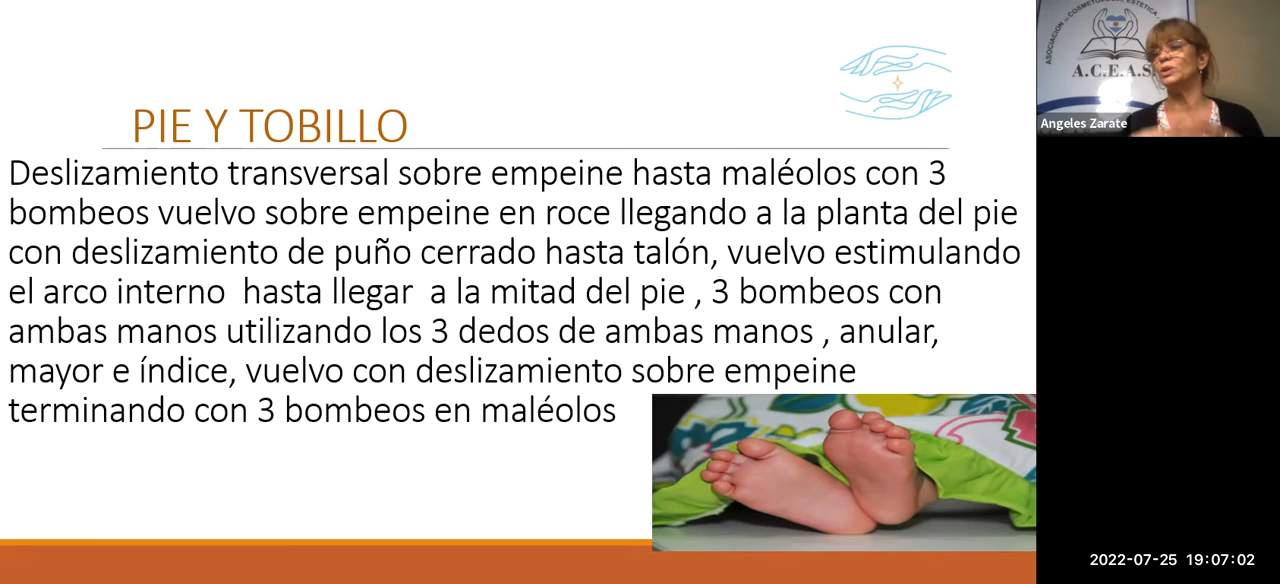 PIE Y TOBILLO
Deslizamiento transversal sobre empeine hasta maléolos con 3
bombeos vuelvo sobre empeine en roce llegando a la planta del pie
con deslizamiento de puño cerrado hasta talón, vuelvo estimulando
el arco interno  hasta llegar  a la mitad del pie , 3 bombeos con
ambas manos utilizando los 3 dedos de ambas manos , anular,
mayor e índice, vuelvo con deslizamiento sobre empeine
terminando con 3 bombeos en maléolos
A.C.E.A.S
Angeles Zarate
2022-07-25 19:07:02